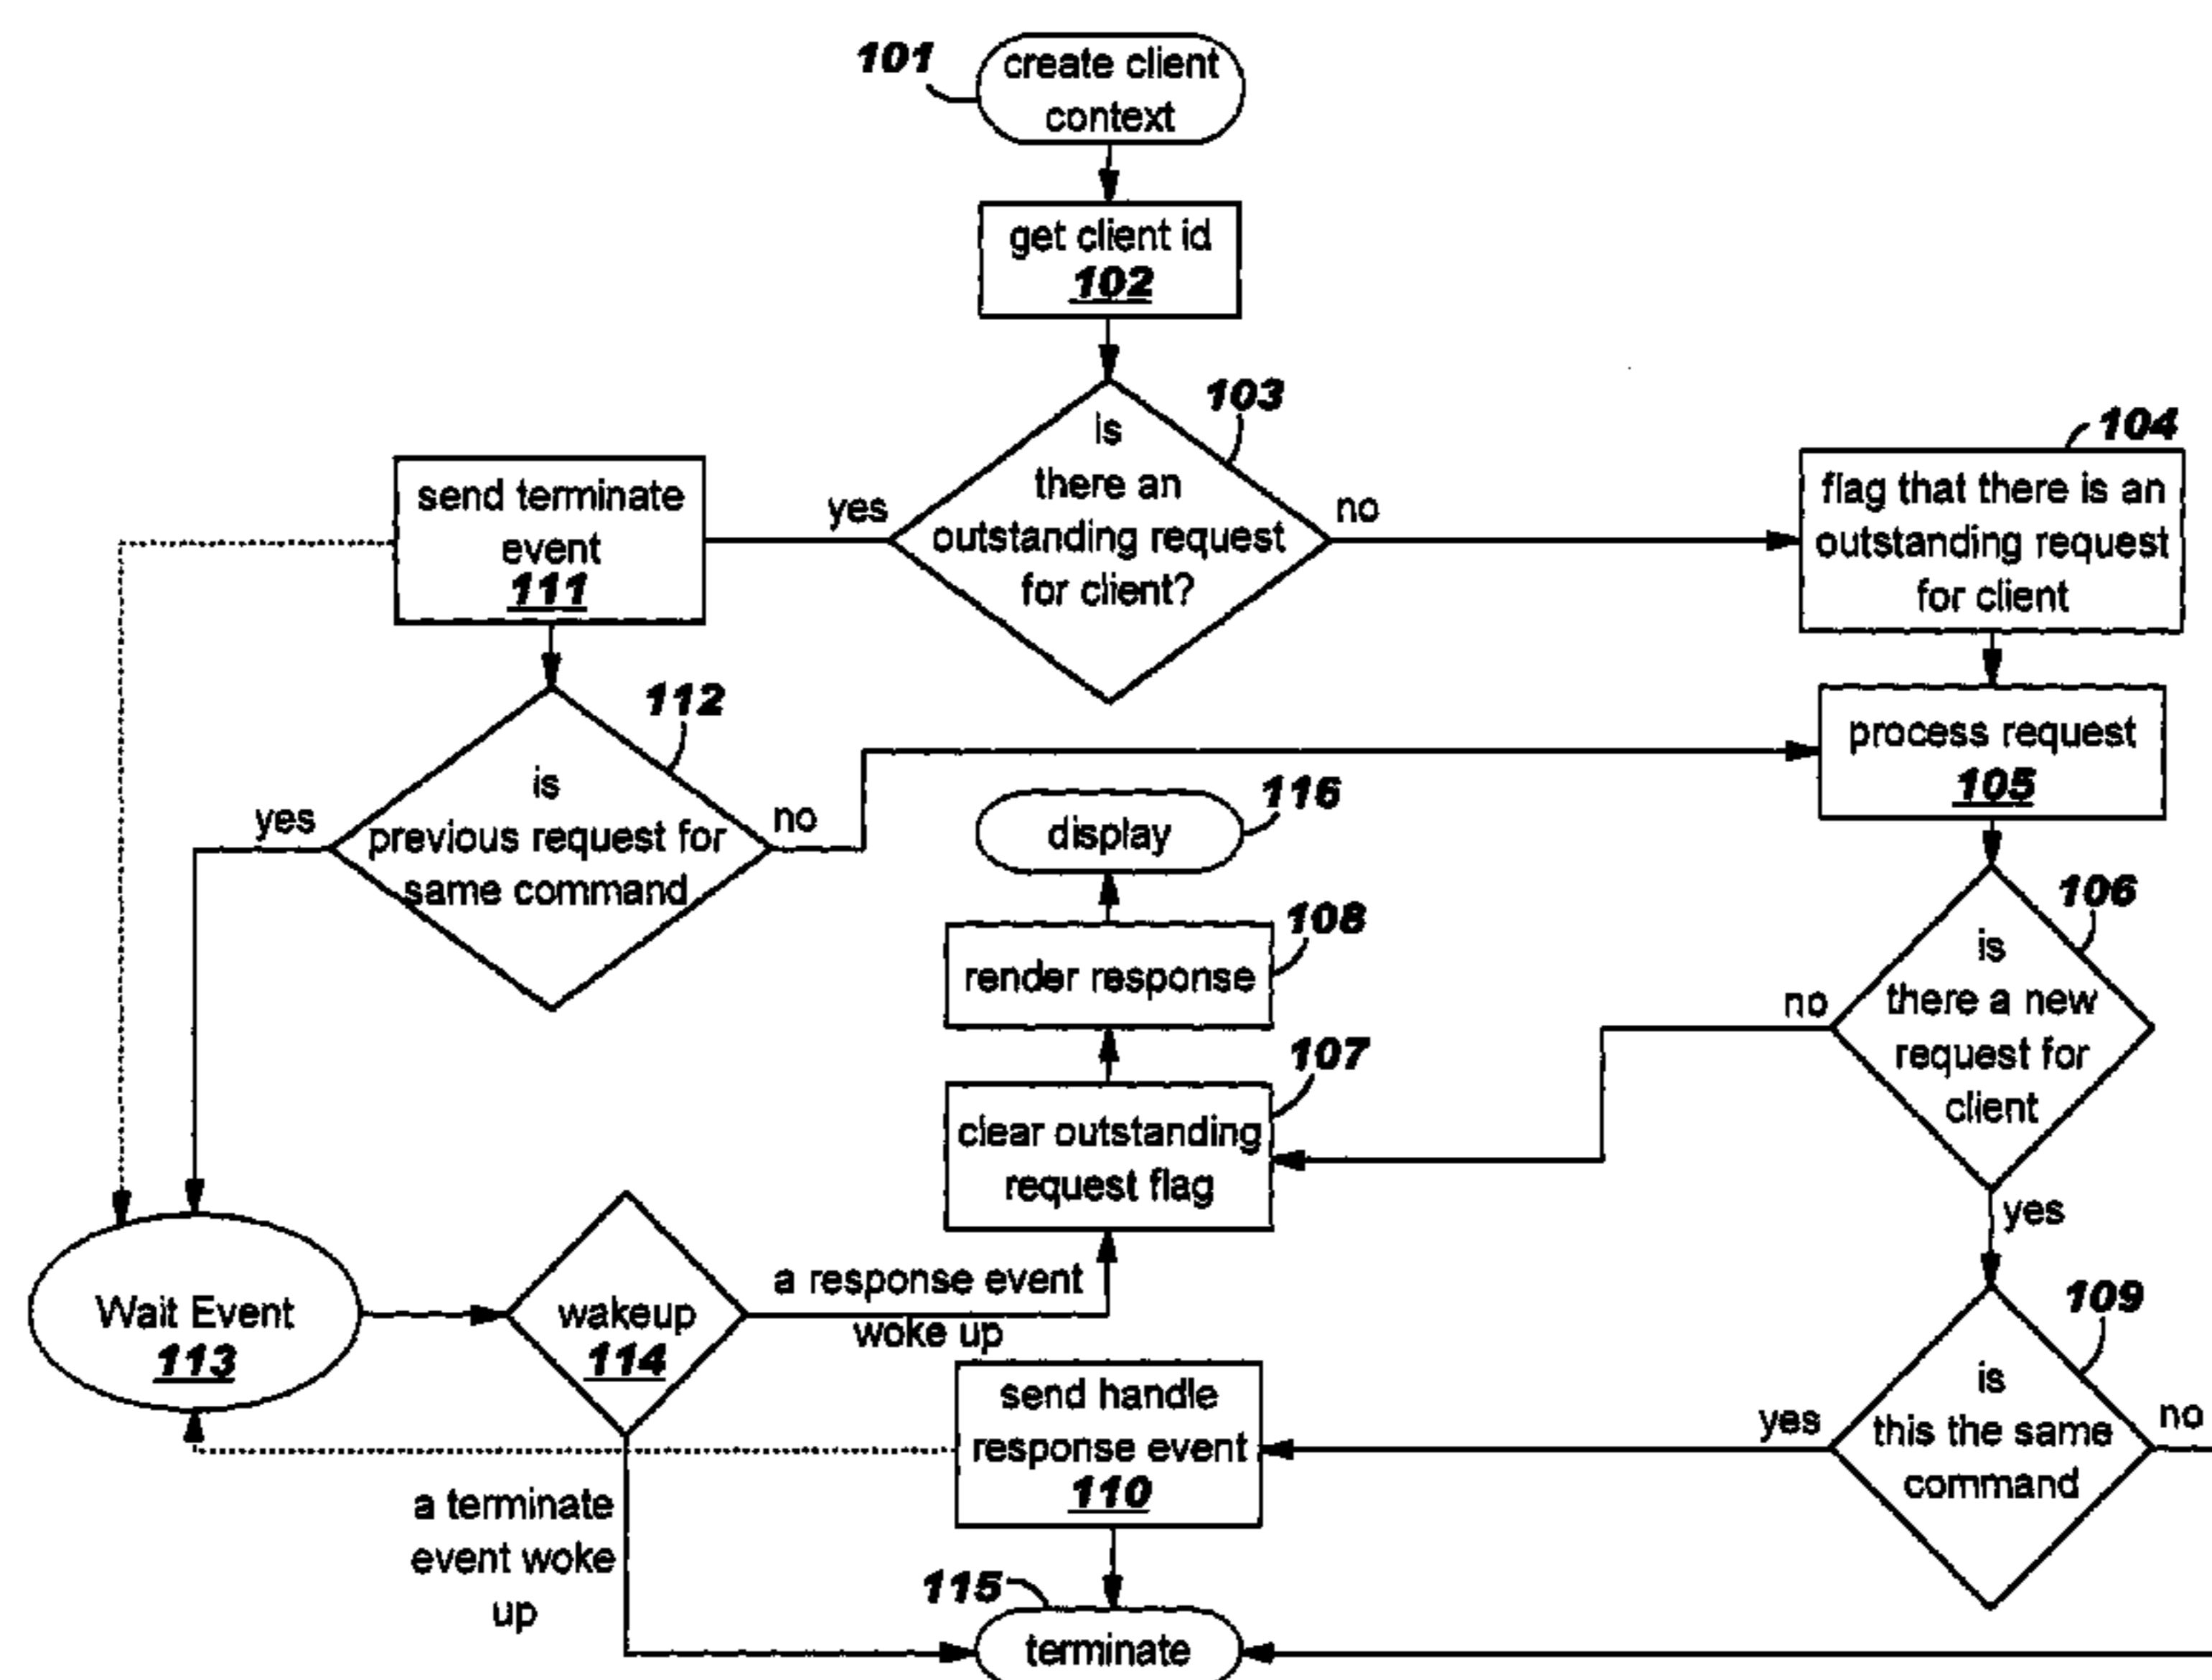 101
create client
context
get client id
102
103
is
there an
outstanding request
for client?
yes
no
104
flag that there is an
outstanding request
for client
send terminate
event
111
112
is
previous request for
same command
yes
no
process request
105
116
display
108
render response
106
is
there a new
request for
client
no
yes
107
clear outstanding
request flag
Wait Event
113
wakeup
114
a response event
woke up
a terminate
event woke
up
send handle
response event
110
109
is
this the same
command
yes
no
115
terminate